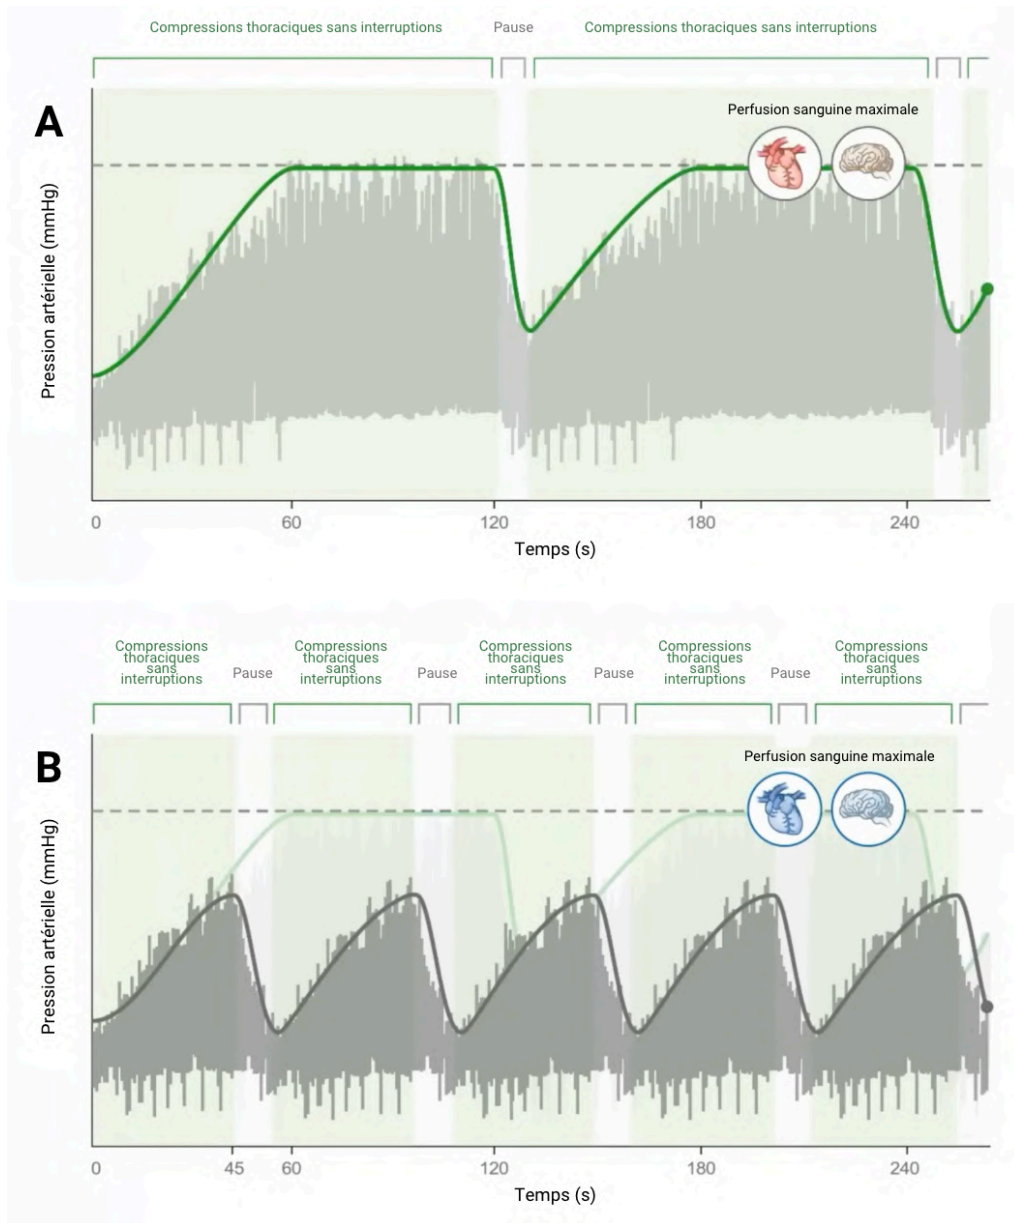 Compressions thoraciques sans interruptions
Pause
Compressions thoraciques sans interruptions
A
Perfusion sanguine maximale
Pression artérielle (mmHg)
0
60
120
180
240
Temps (s)
Compressions
thoraciques
sans
interruptions
Pause
Compressions
thoraciques
sans
interruptions
Pause
Compressions
thoraciques
sans
interruptions
Pause
Compressions
thoraciques
sans
interruptions
Pause
Compressions
thoraciques
sans
interruptions
B
Perfusion sanguine maximale
Pression artérielle (mmHg)
0
45
60
120
180
240
Temps (s)